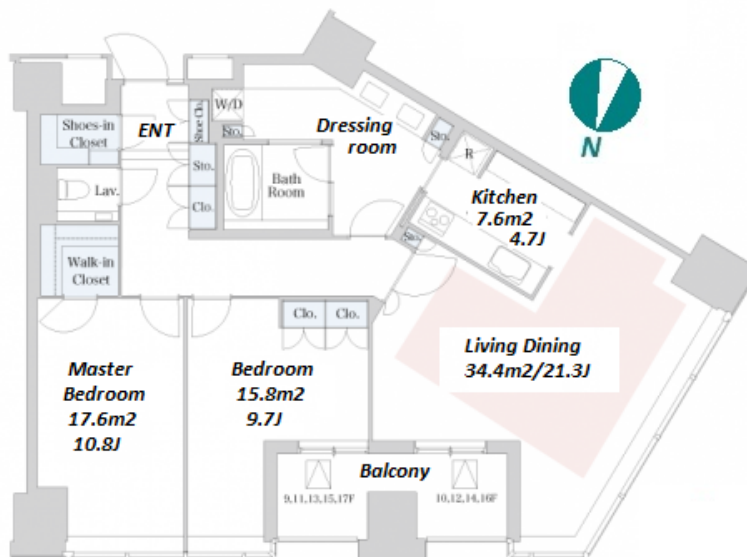 N
ENT
Shoes-in
Closet
Shoe Clo.
W/D
Sto.
Dressing
room
Sto.
R
Lav.
Sto.
Clo.
Bath
Room
Kitchen
7.6m2
4.7J
Sto.
Walk-in
Closet
Clo.
Clo.
Master
Bedroom
17.6m2
10.8J
Bedroom
15.8m2
9.7J
Living Dining
34.4m2/21.3J
Balcony
9,11,13,15,17F
10,12,14,16F